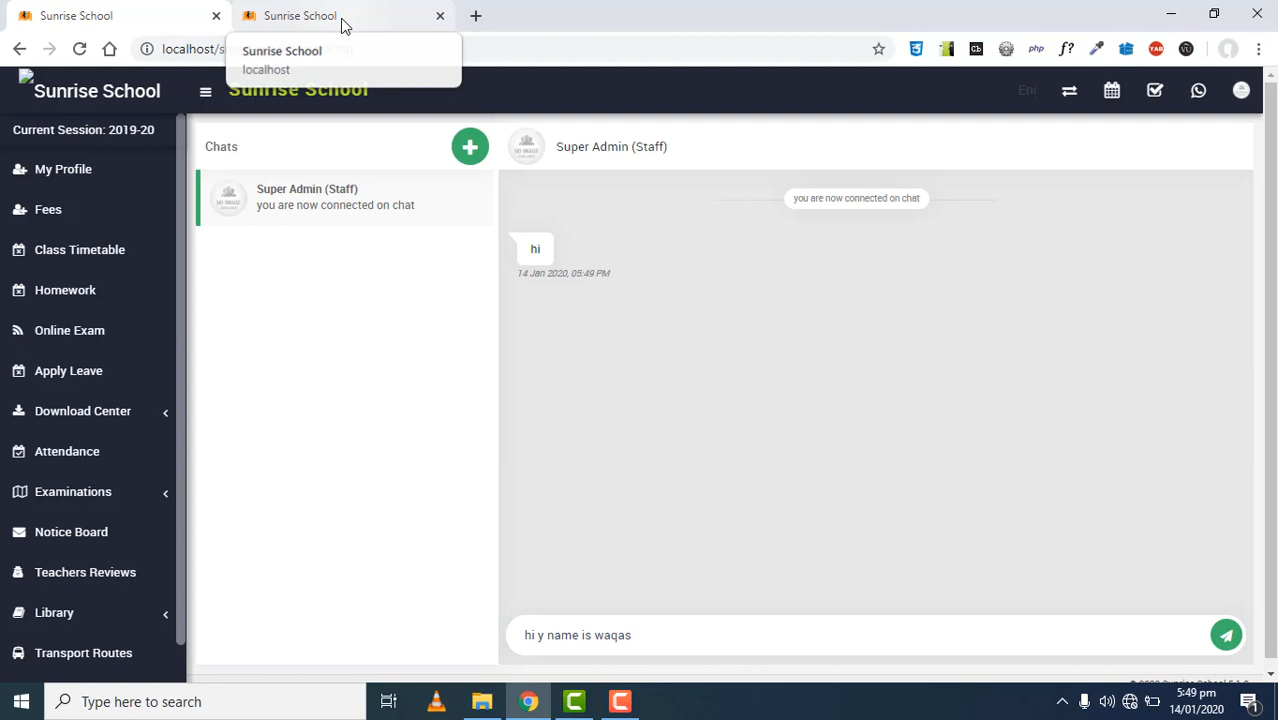 Sunrise School
Sunrise School
localhost/s
Sunrise School
localhost
php
f?
YAB
Sunrise School
Sunrise School
Current Session: 2019-20
My Profile
Fees
Class Timetable
Homework
Online Exam
Apply Leave
Download Center
Attendance
Examinations
Notice Board
Teachers Reviews
Library
Transport Routes
Chats
Super Admin (Staff)
you are now connected on chat
Super Admin (Staff)
you are now connected on chat
hi
14 Jan 2020, 05:49 PM
hi y name is waqas
Type here to search
5:49 pm
14/01/2020
1